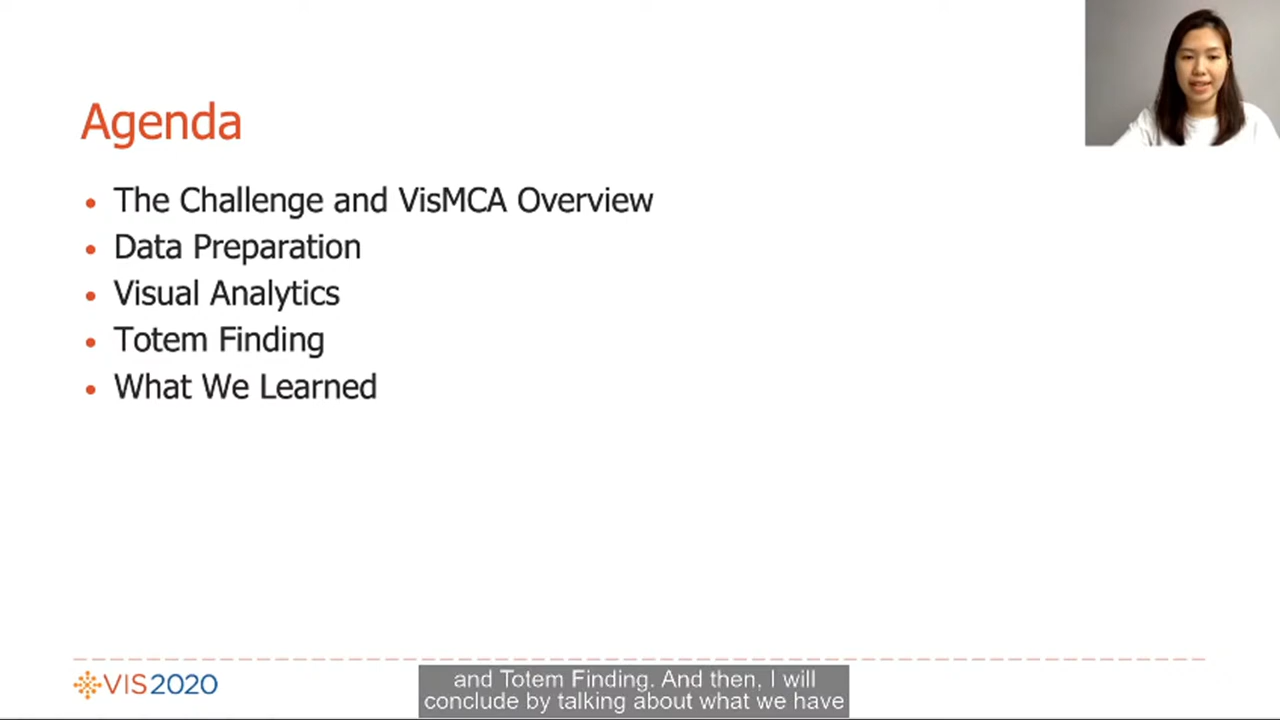 Agenda
• The Challenge and VisMCA Overview
• Data Preparation
• Visual Analytics
• Totem Finding
• What We Learned
VIS2020
and Totem Finding. And then, I will
conclude by talking about what we have